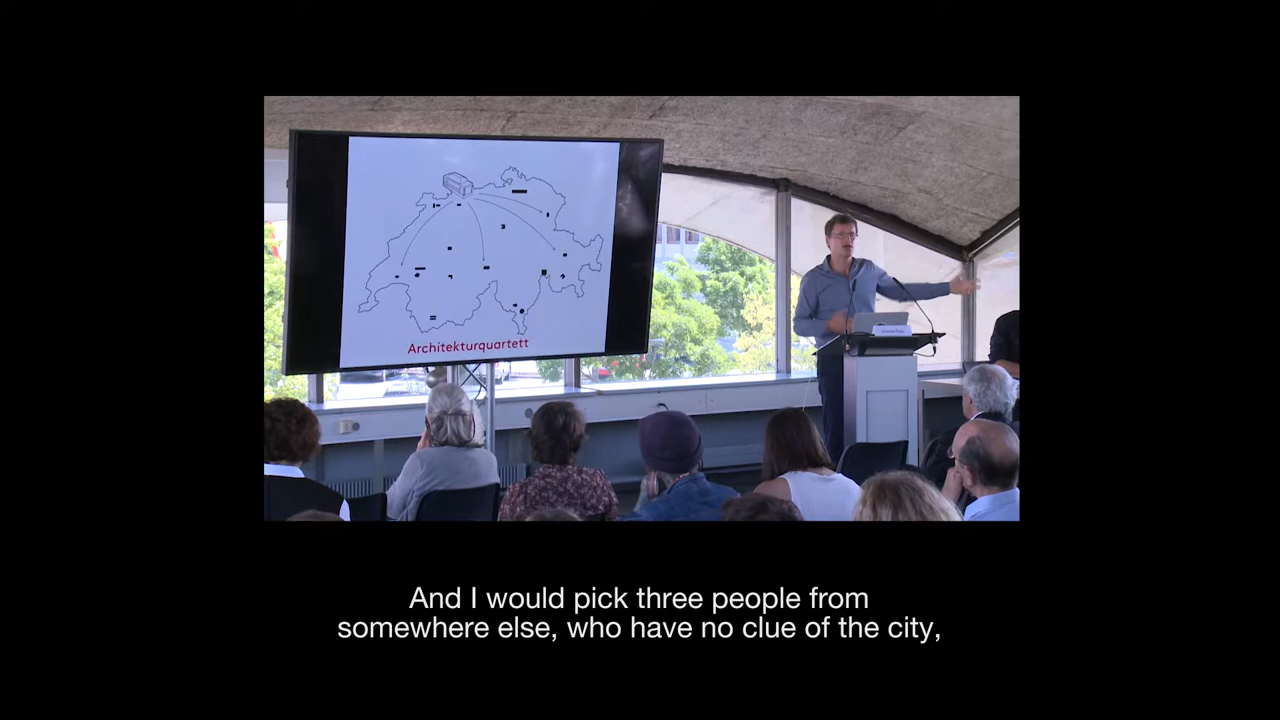 Architekturquartett
And I would pick three people from
somewhere else, who have no clue of the city,